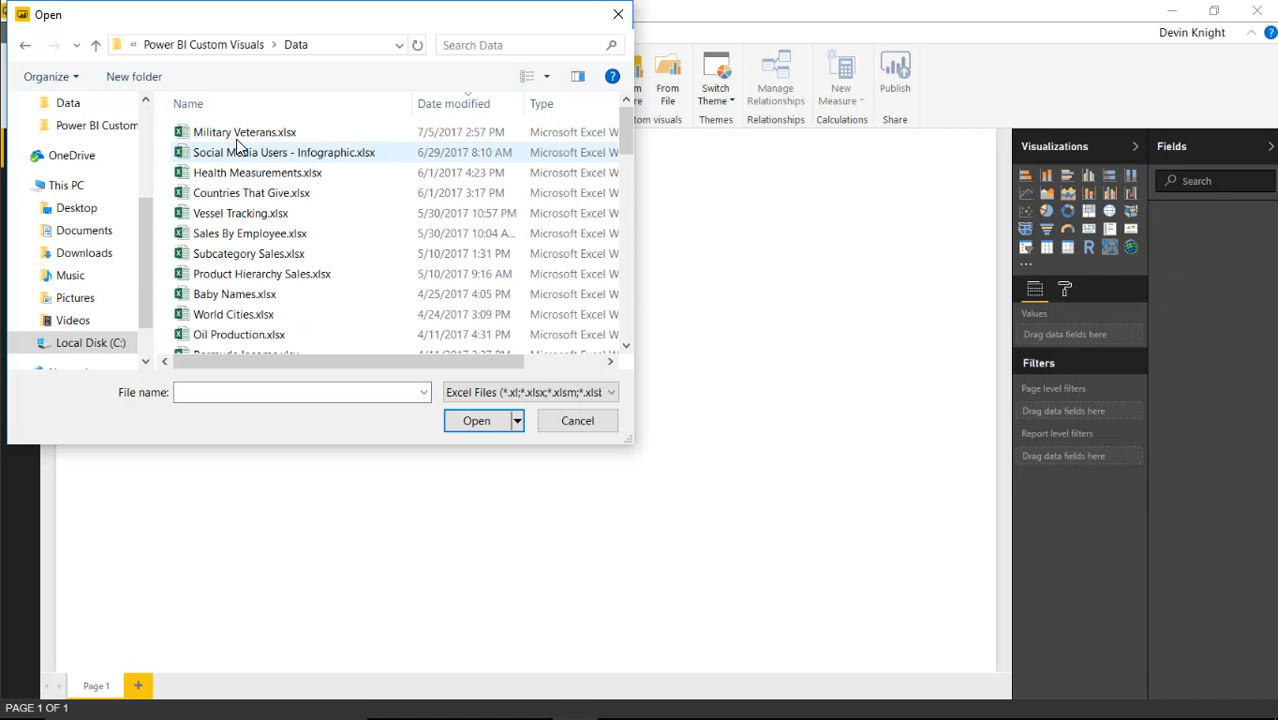 Open
Devin Knight
« Power BI Custom Visuals > Data
Search Data
Organize
New folder
From
File
Switch
Theme
Manage
Relationships
New
Measure
Publish
Custom visuals
Themes
Relationships
Calculations
Share
Data
Power BI Custom
OneDrive
This PC
Desktop
Documents
Downloads
Music
Pictures
Videos
Local Disk (C:)
Name
Date modified
Type
Military Veterans.xlsx 7/5/2017 2:57 PM Microsoft Excel W
Social Media Users - Infographic.xlsx 6/29/2017 8:10 AM Microsoft Excel W
Health Measurements.xlsx 6/1/2017 4:23 PM Microsoft Excel W
Countries That Give.xlsx 6/1/2017 3:17 PM Microsoft Excel W
Vessel Tracking.xlsx 5/30/2017 10:57 PM Microsoft Excel W
Sales By Employee.xlsx 5/30/2017 10:04 A... Microsoft Excel W
Subcategory Sales.xlsx 5/10/2017 1:31 PM Microsoft Excel W
Product Hierarchy Sales.xlsx 5/10/2017 9:16 AM Microsoft Excel W
Baby Names.xlsx 4/25/2017 4:05 PM Microsoft Excel W
World Cities.xlsx 4/24/2017 3:09 PM Microsoft Excel W
Oil Production.xlsx 4/11/2017 4:31 PM Microsoft Excel W
File name:
Excel Files (*.xl;*.xlsx;*.xlsm;*.xlsb
Open
Cancel
Visualizations
Fields
Search
R
Values
Drag data fields here
Filters
Page level filters
Drag data fields here
Report level filters
Drag data fields here
Page 1
PAGE 1 OF 1